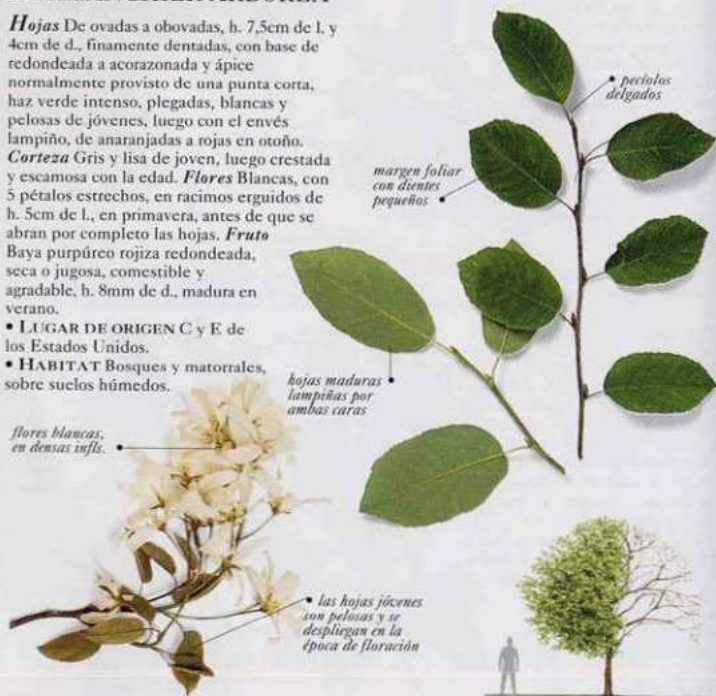 Hojas De ovadas a obovadas, h. 7,5cm de l. y
4cm de d., finamente dentadas, con base de
redondeada a acorazonada y ápice
normalmente provisto de una punta corta,
haz verde intenso, plegadas, blancas y
pelosas de jóvenes, luego con el envés
lampiño, de anaranjadas a rojas en otoño.
Corteza Gris y lisa de joven, luego crestada
y escamosa con la edad. Flores Blancas, con
5 pétalos estrechos, en racimos erguidos de
h. 5cm de l., en primavera, antes de que se
abran por completo las hojas. Fruto
Baya purpúreo rojiza redondeada,
seca o jugosa, comestible y
agradable, h. 8mm de d., madura en
verano.
• LUGAR DE ORIGEN C y E de
los Estados Unidos.
• HABITAT Bosques y matorrales,
sobre suelos húmedos.
pecíolos
delgados
margen foliar
con dientes
pequeños
hojas maduras
lampiñas por
ambas caras
flores blancas,
en densas infls.
las hojas jóvenes
son pelosas y se
despliegan en la
época de floración